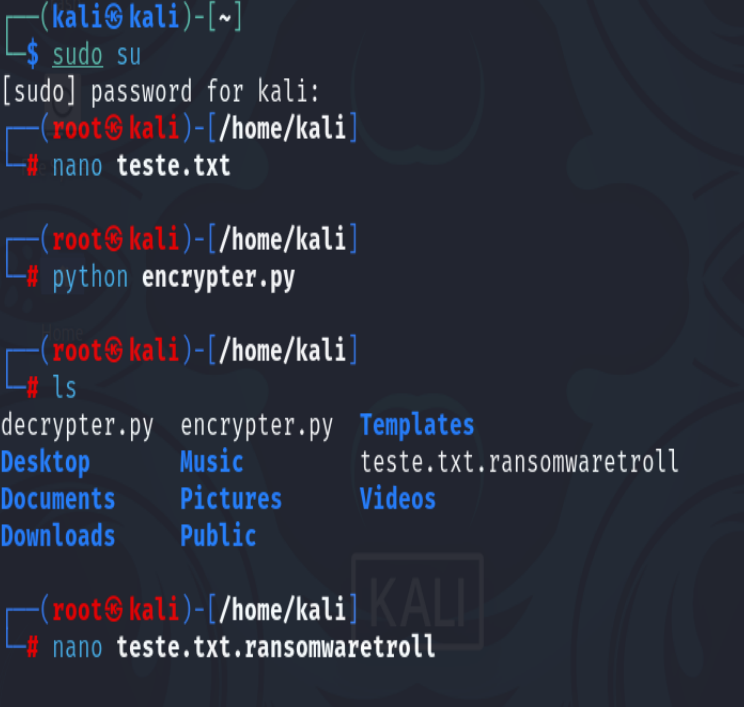 ┌──(kali㉿kali)-[~]
└─$ sudo su
[sudo] password for kali:
┌──(root㉿kali)-[/home/kali]
└─# nano teste.txt
┌──(root㉿kali)-[/home/kali]
└─# python encrypter.py
┌──(root㉿kali)-[/home/kali]
└─# ls
decrypter.py encrypter.py Templates
Desktop Music teste.txt.ransomwaretroll
Documents Pictures Videos
Downloads Public
┌──(root㉿kali)-[/home/kali]
└─# nano teste.txt.ransomwaretroll
KALI
Home